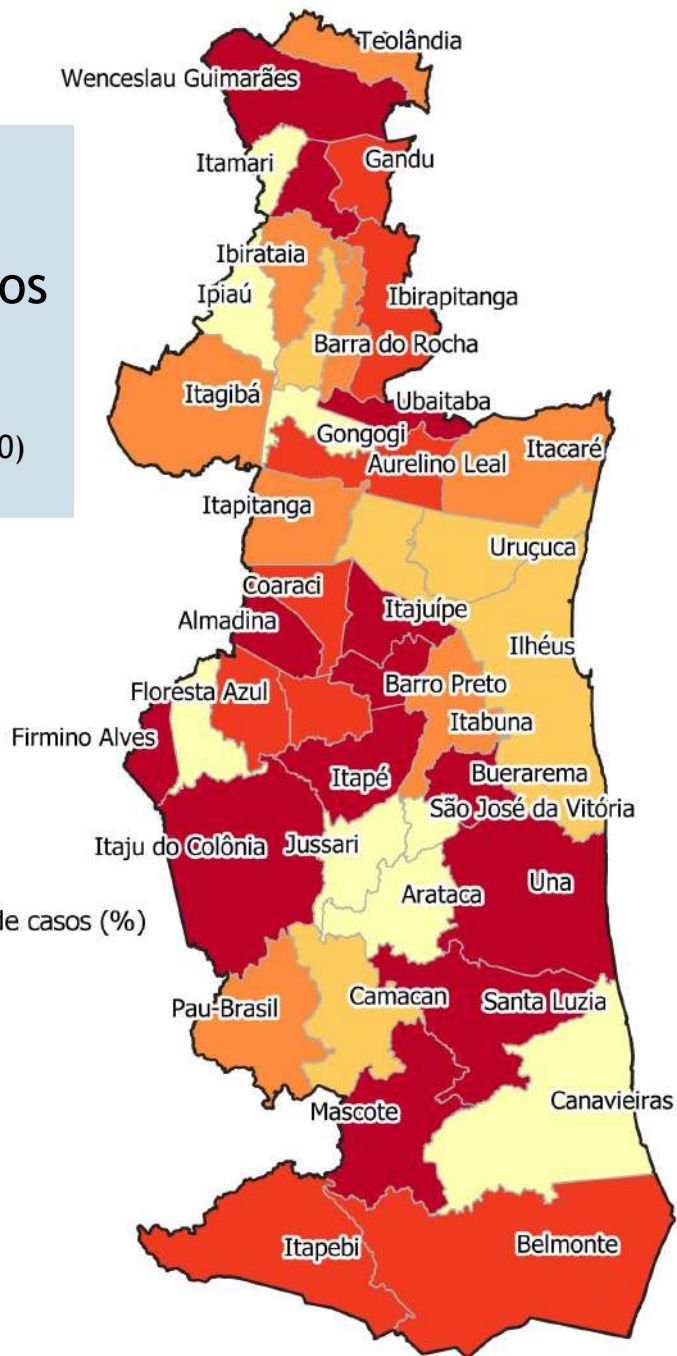 Teolândia
Wenceslau Guimarães
Itamari
Gandu
os
Ibirataia
Ipiaú
Ibirapitanga
Barra do Rocha
Itagibá
Ubaitaba
0)
Gongogi
Itacaré
Aurelino Leal
Itapitanga
Uruçuca
Coaraci
Itajuípe
Almadina
Ilhéus
Barro Preto
Floresta Azul
Itabuna
Firmino Alves
Itapé
Buerarema
São José da Vitória
Itaju do Colônia
Jussari
Una
Arataca
de casos (%)
Camacan
Santa Luzia
Pau-Brasil
Canavieiras
Mascote
Itapebi
Belmonte